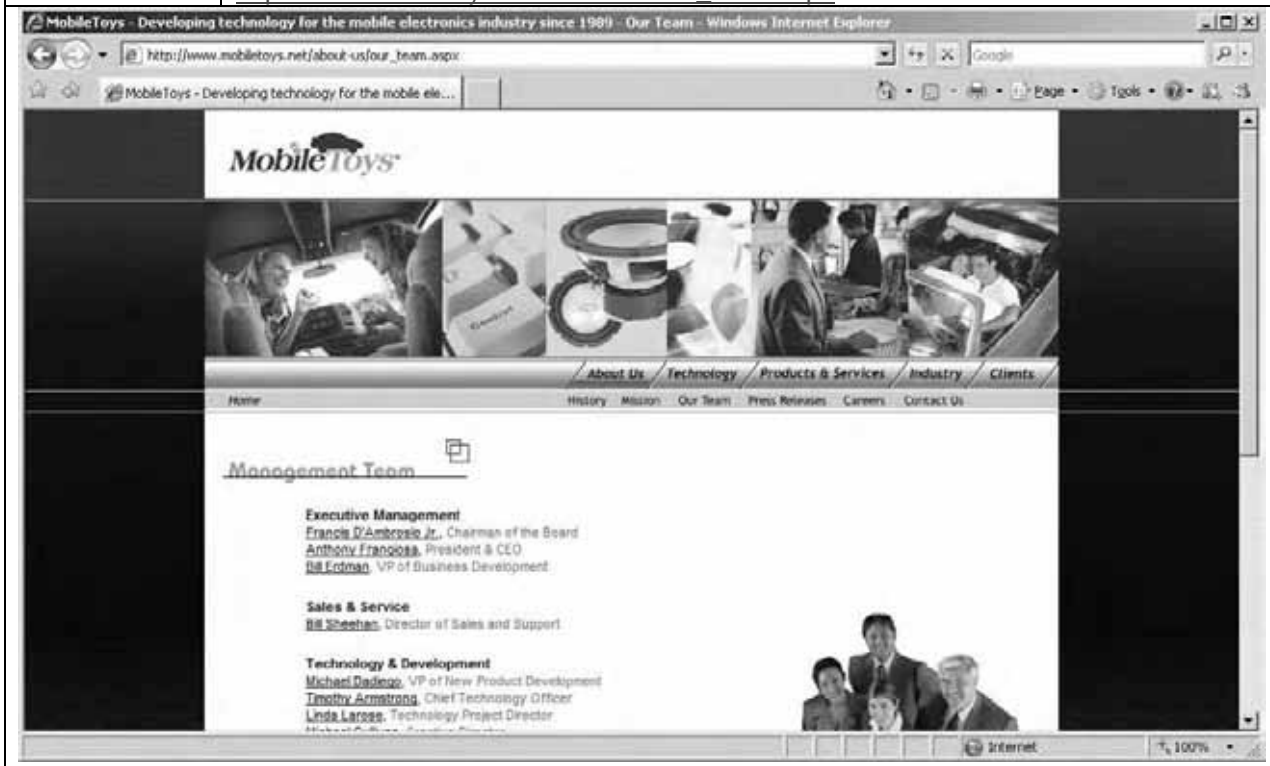 MobileToys - Developing technology for the mobile electronics industry since 1989 - Our Team - Windows Internet Explorer
http://www.mobiletoys.net/about-us/our_team.aspx
Google
MobileToys - Developing technology for the mobile ele...
Page
Tools
MobileToys
About Us Technology Products & Services Industry Clients
Home History Mission Our Team Press Releases Careers Contact Us
Management Team
Executive Management
Francis D'Ambrosio Jr., Chairman of the Board
Anthony Frangiosa, President & CEO
Bill Erdman, VP of Business Development
Sales & Service
Bill Sheehan, Director of Sales and Support
Technology & Development
Michael Dadiego, VP of New Product Development
Timothy Armstrong, Chief Technology Officer
Linda Larose, Technology Project Director
Internet 100%